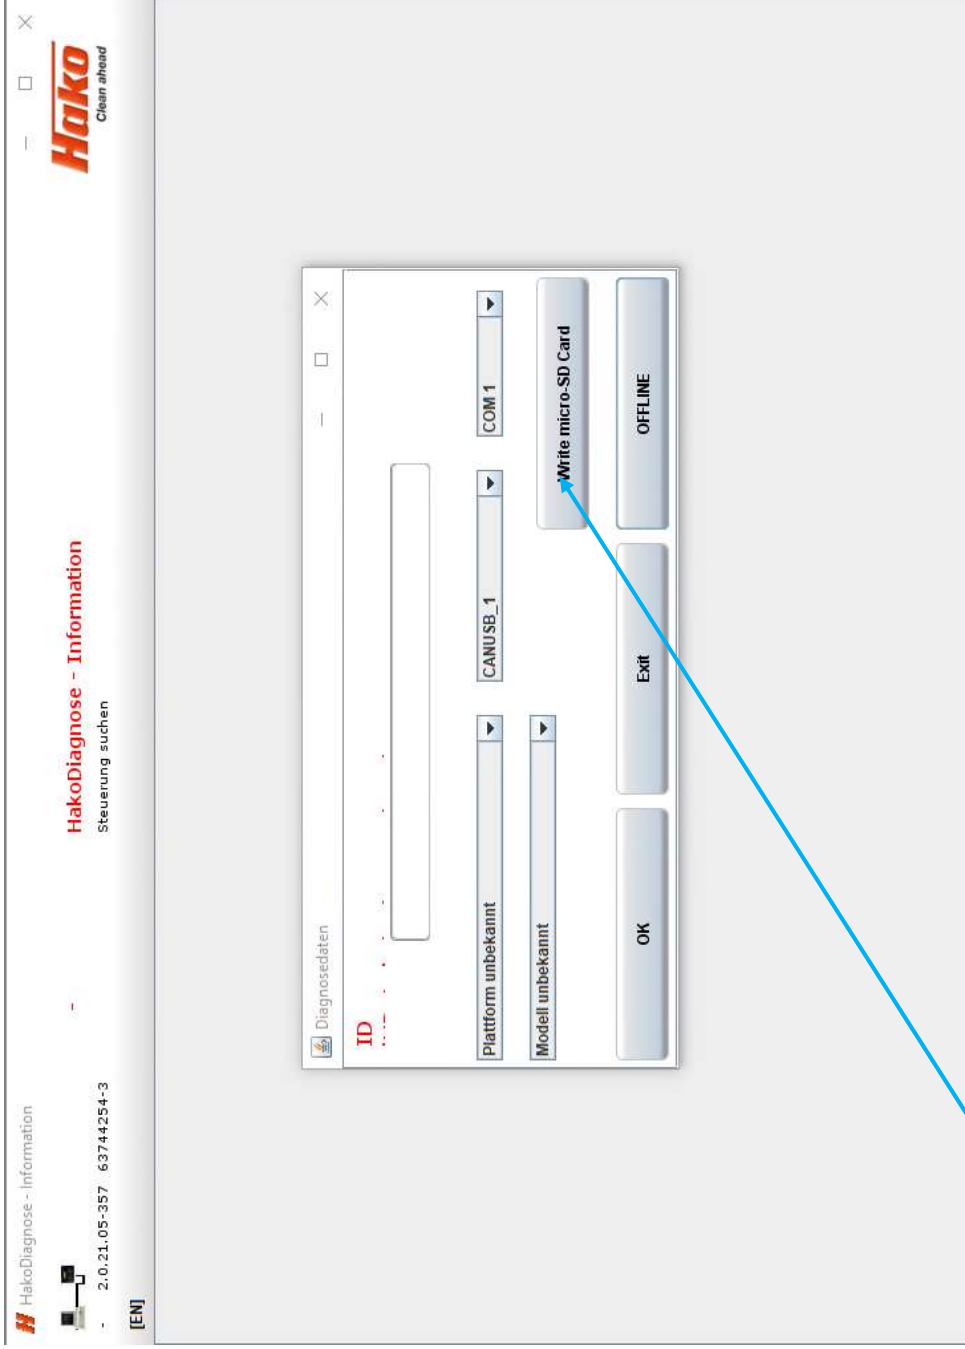 HakoDiagnose - Information
Hako
Clean ahead
-
HakoDiagnose - Information
- 2.0.21.05-357 63744254-3
Steuerung suchen
[EN]
Diagnosedaten
ID
Plattform unbekannt
CANUSB_1
COM 1
Modell unbekannt
Write micro-SD Card
OK
Exit
OFFLINE